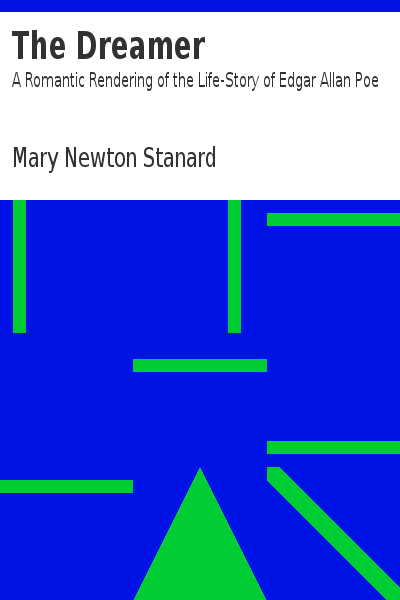 The Dreamer
A Romantic Rendering of the Life-Story of Edgar Allan Poe
Mary Newton Stanard